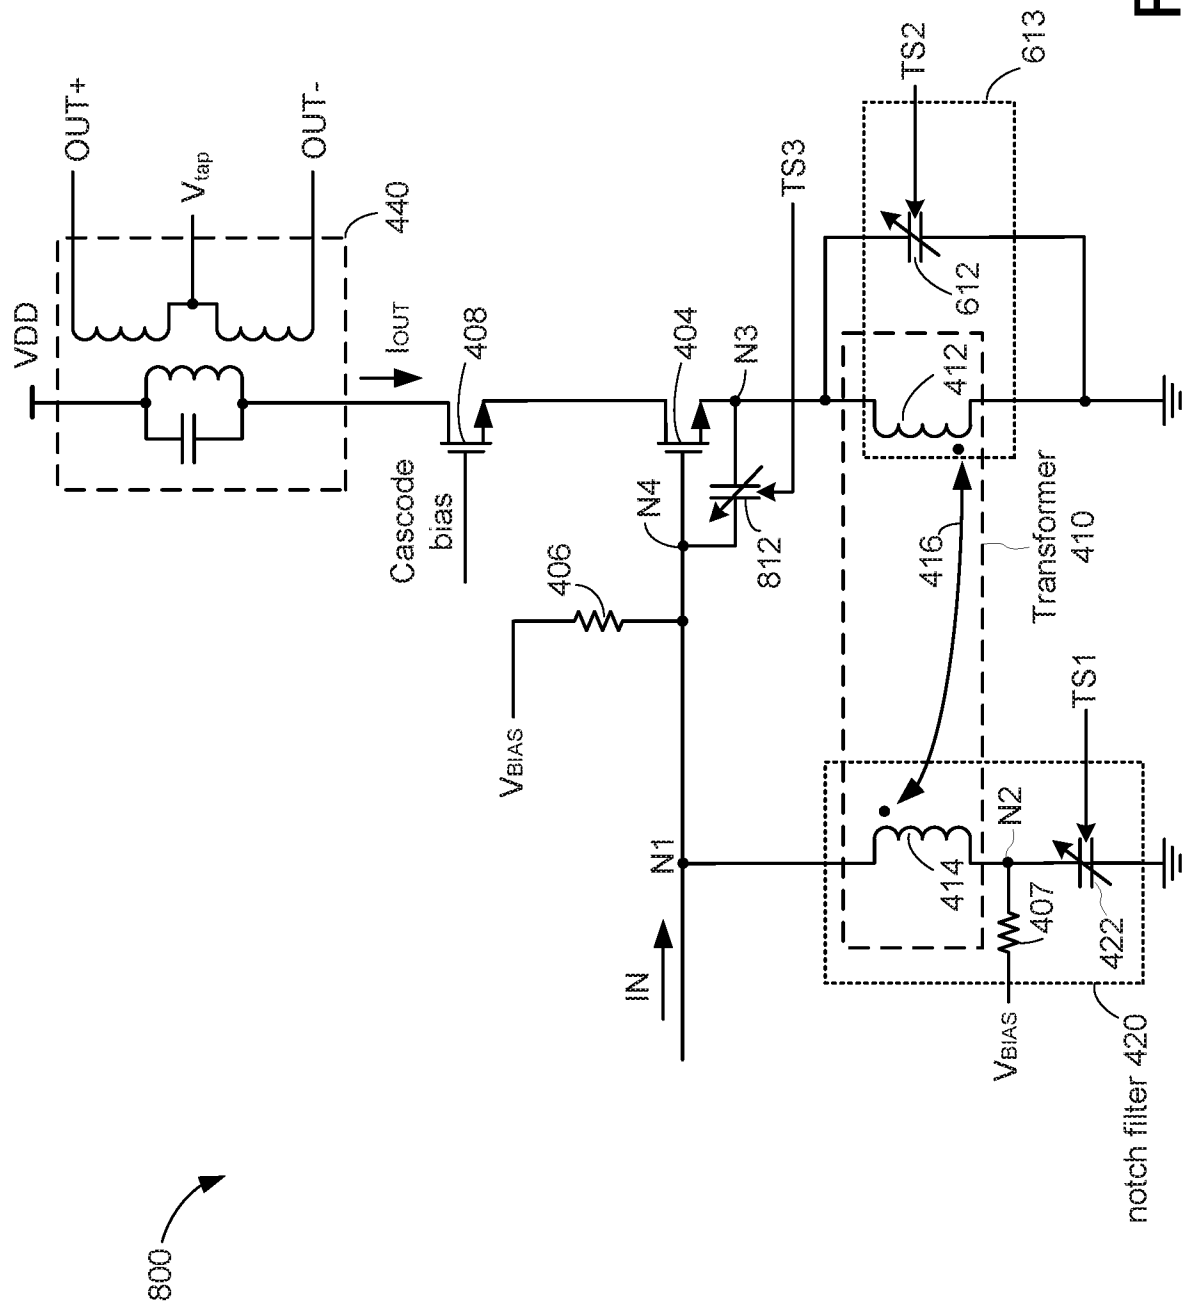 800
VDD
OUT+
Vtap
OUT-
440
IOUT
Cascode
bias
408
404
N3
TS3
N4
812
406
VBIAS
IN
N1
412
612
TS2
613
416
Transformer
410
414
N2
TS1
407
422
VBIAS
notch filter 420